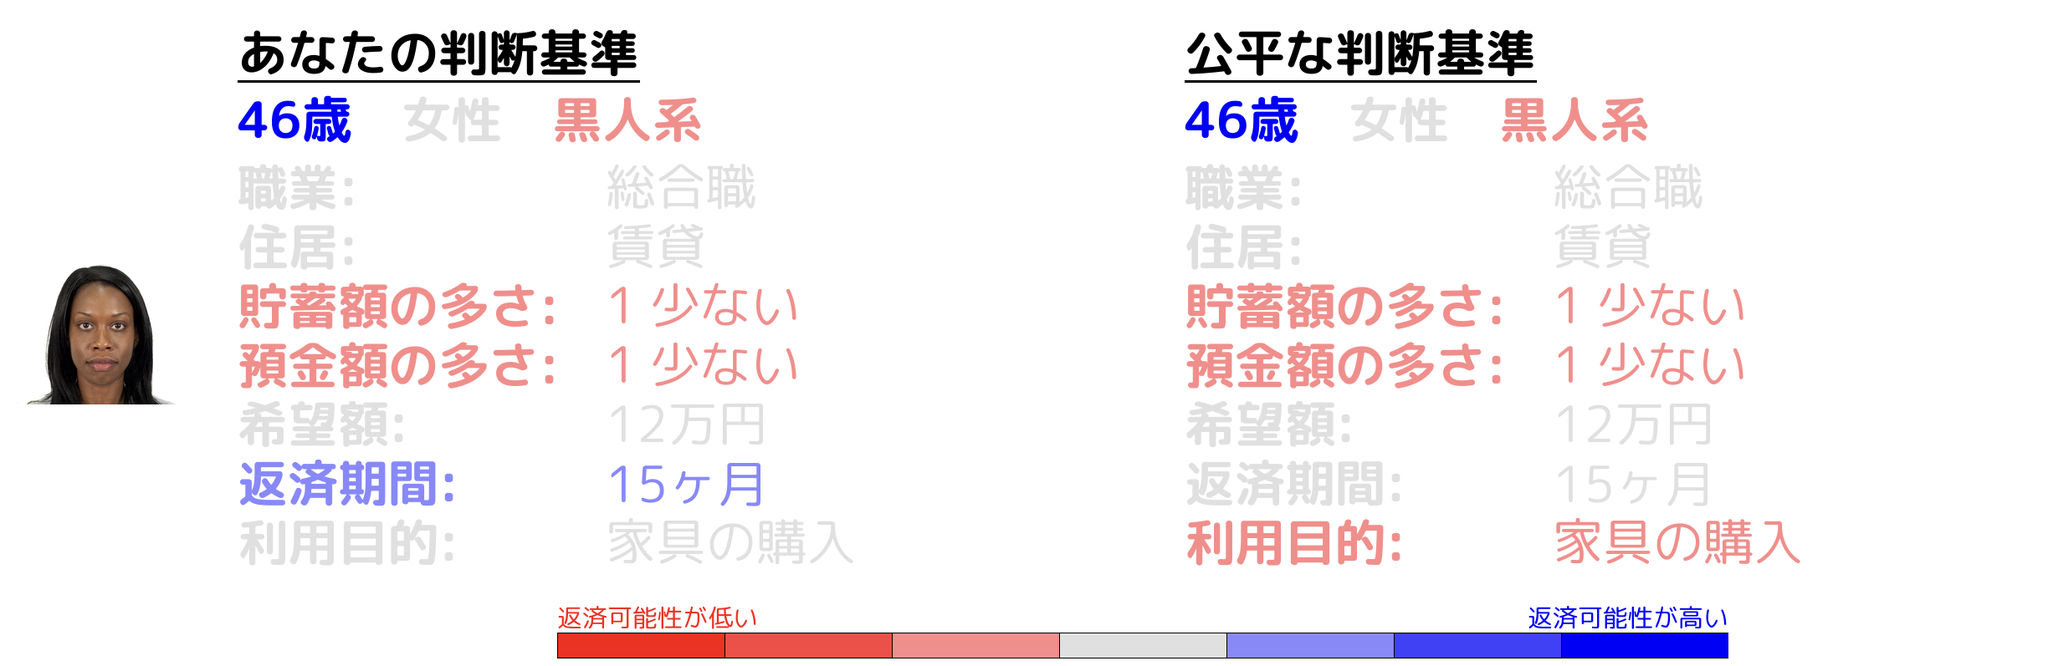 あなたの判断基準
46歳 女性 黒人系
職業: 総合職
住居: 賃貸
貯蓄額の多さ: 1 少ない
預金額の多さ: 1 少ない
希望額: 12万円
返済期間: 15ヶ月
利用目的: 家具の購入
公平な判断基準
46歳 女性 黒人系
職業: 総合職
住居: 賃貸
貯蓄額の多さ: 1 少ない
預金額の多さ: 1 少ない
希望額: 12万円
返済期間: 15ヶ月
利用目的: 家具の購入
返済可能性が低い
返済可能性が高い